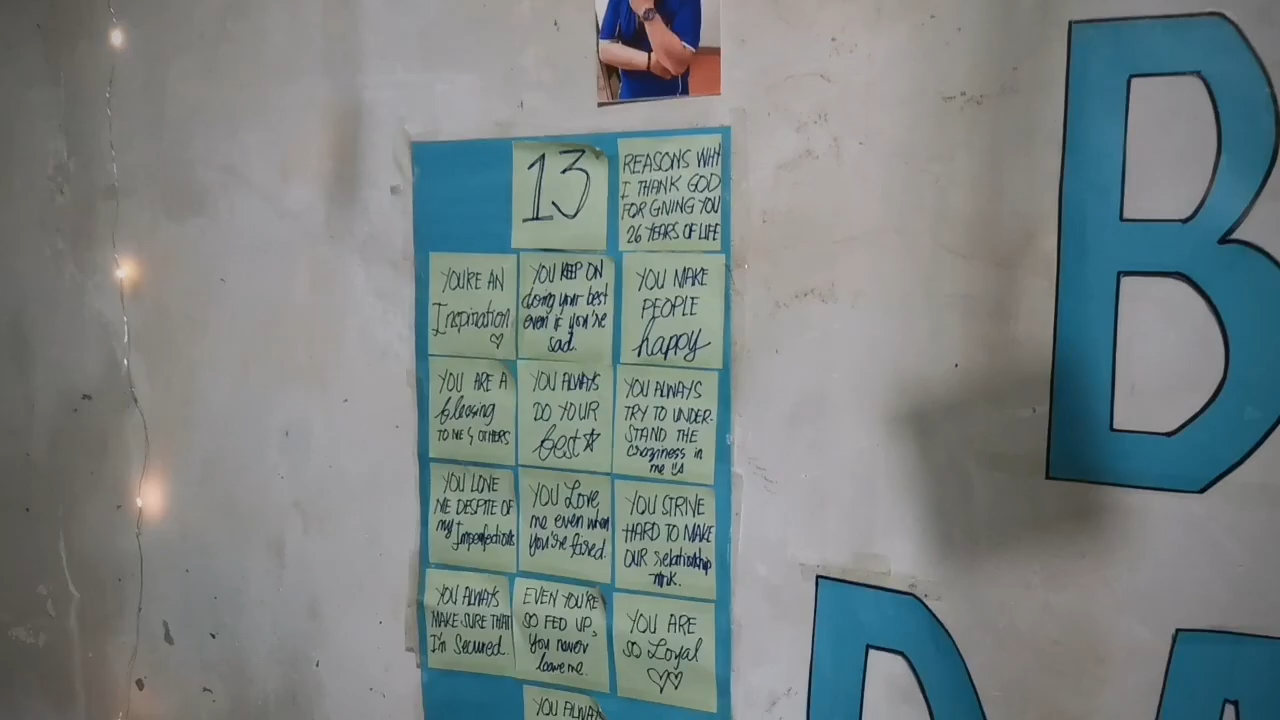 13
REASONS WHY
I THANK GOD
FOR GIVING YOU
26 YEARS OF LIFE
YOU'RE AN
Inspiration
YOU KEEP ON
doing your best
even if you're
sad.
YOU MAKE
PEOPLE
happy
YOU ARE A
blessing
TO ME & OTHERS
YOU ALWAYS
DO YOUR
best
YOU ALWAYS
TRY TO UNDER-
STAND THE
craziness in
me
YOU LOVE
ME DESPITE OF
my Imperfections
YOU Love
me even when
you're tired.
YOU STRIVE
HARD TO MAKE
OUR relationship
work.
YOU ALWAYS
MAKE SURE THAT
I'm Secured.
EVEN YOU'RE
SO FED UP,
You never
leave me.
YOU ARE
SO Loyal
YOU ALWAYS
B
D